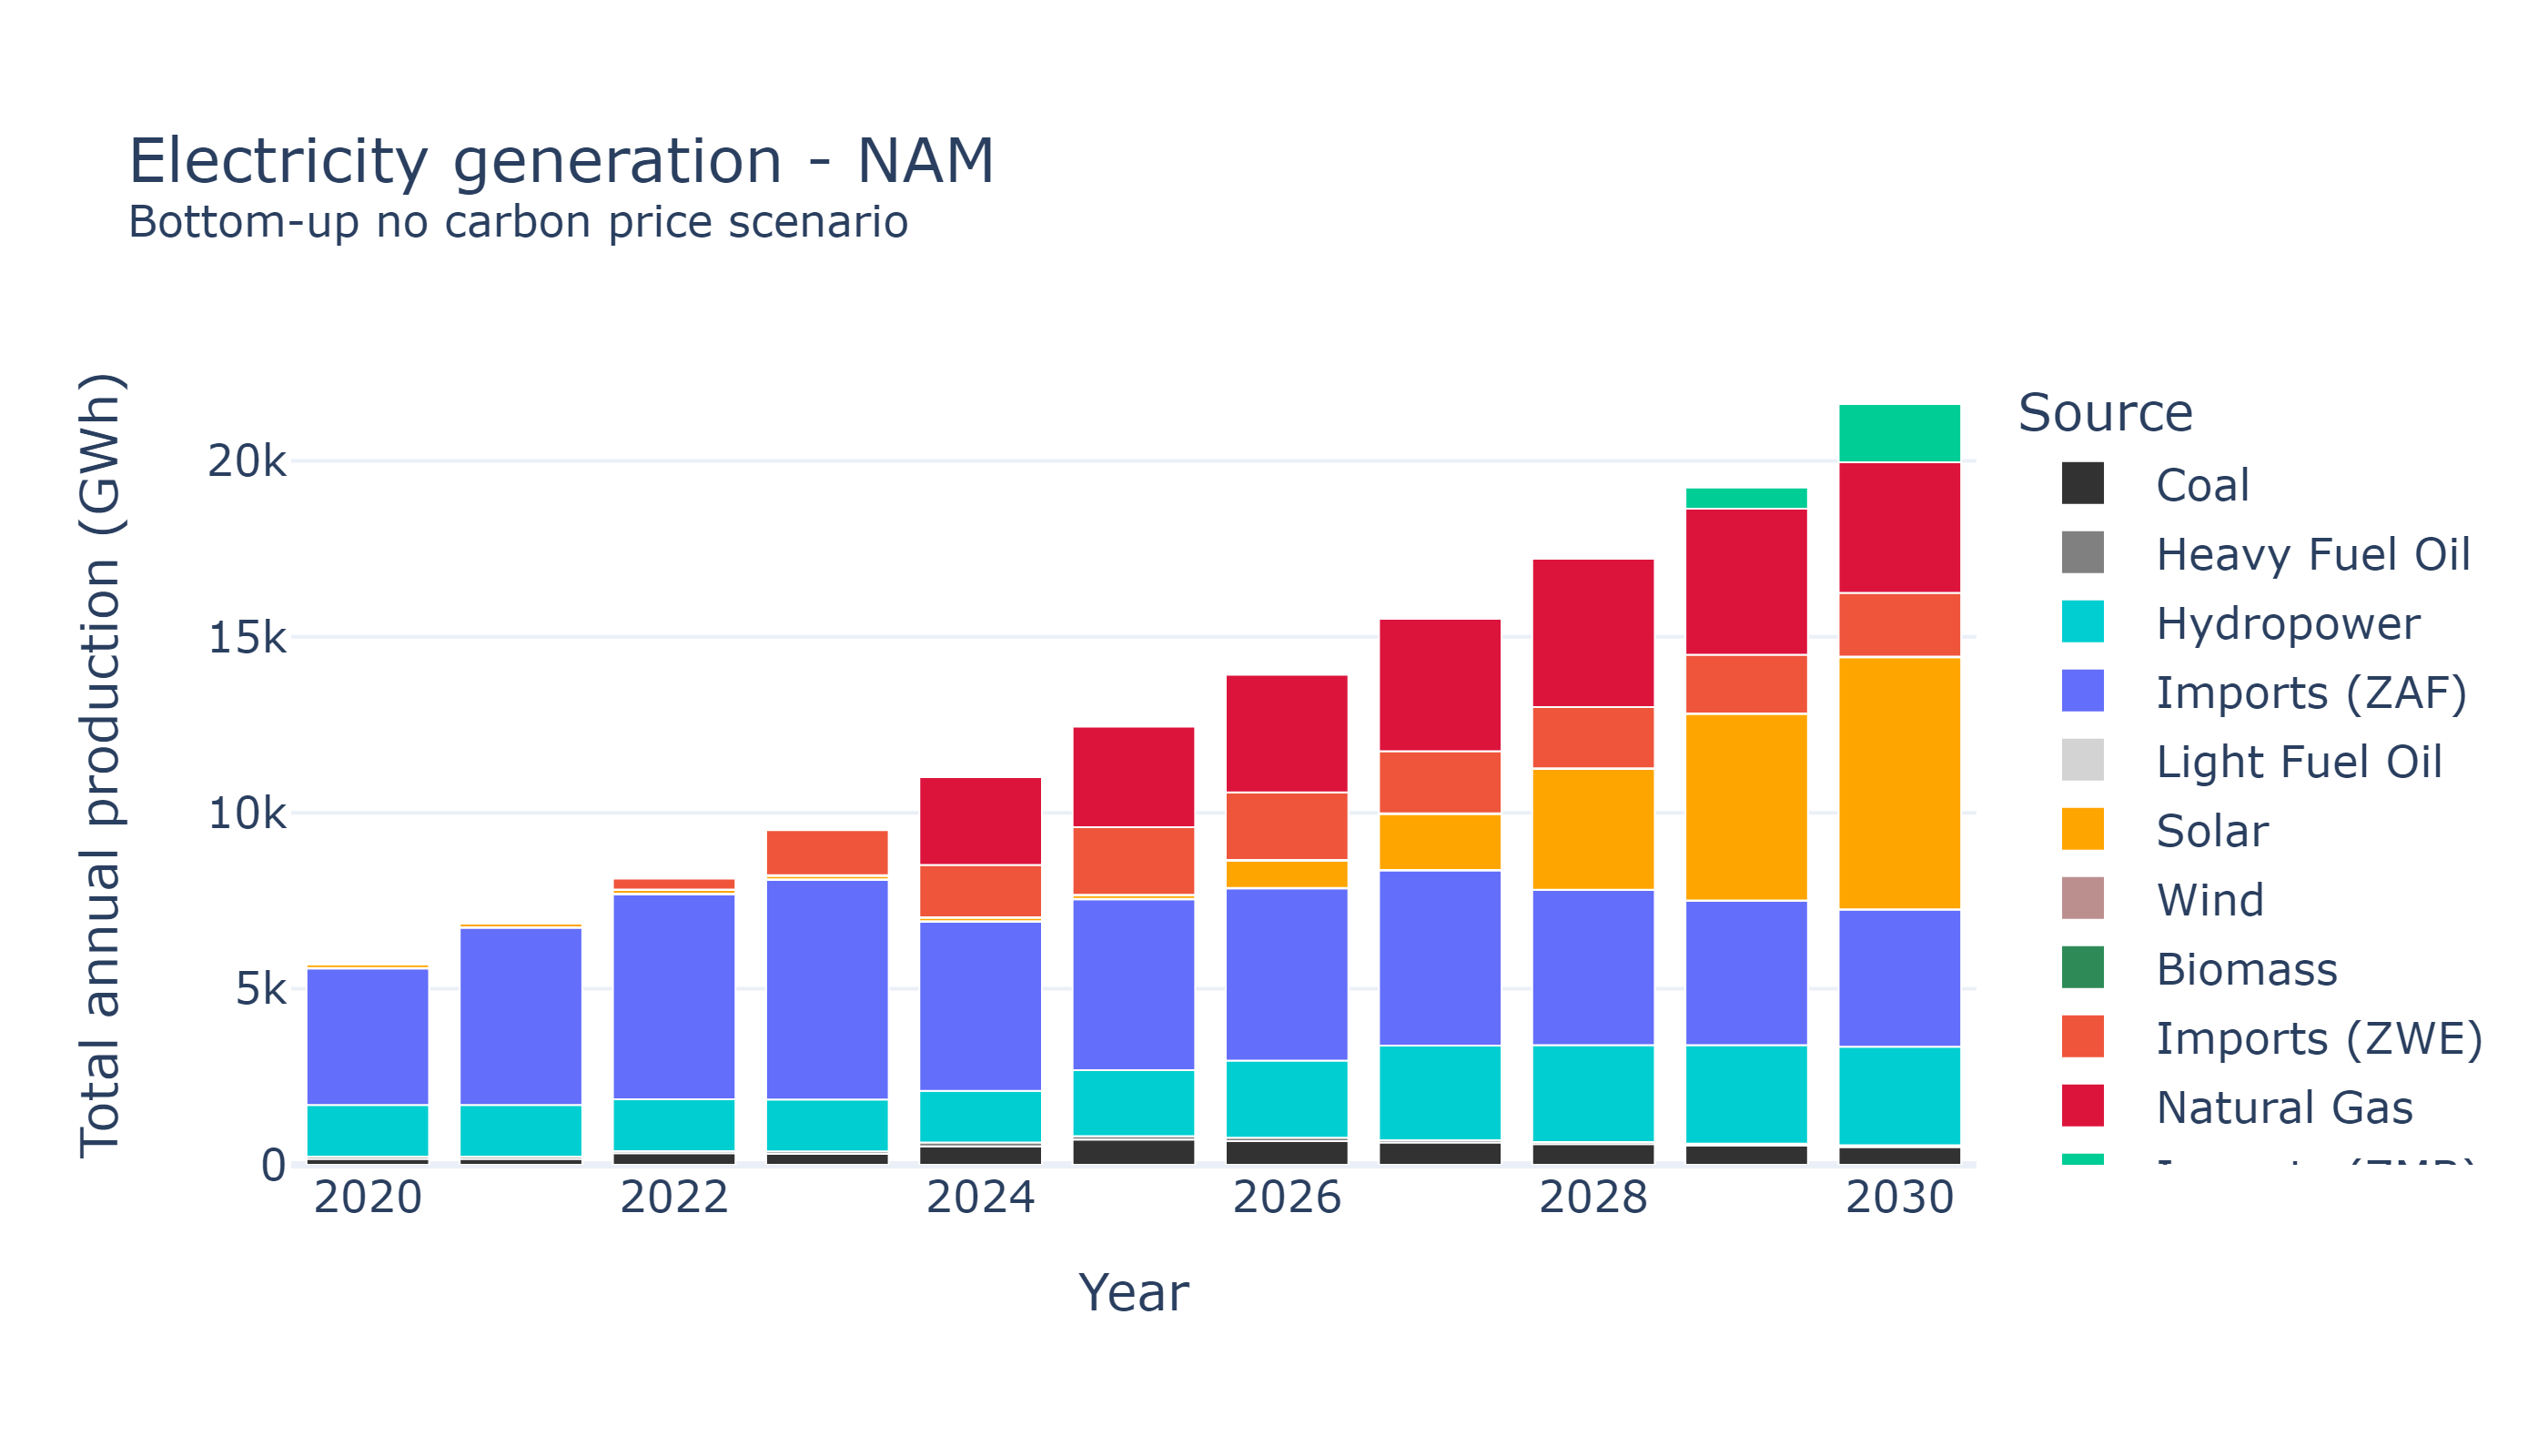 Electricity generation - NAM
Bottom-up no carbon price scenario
Total annual production (GWh)
20k
15k
10k
5k
0
2020
2022
2024
2026
2028
2030
Year
Source
Coal
Heavy Fuel Oil
Hydropower
Imports (ZAF)
Light Fuel Oil
Solar
Wind
Biomass
Imports (ZWE)
Natural Gas